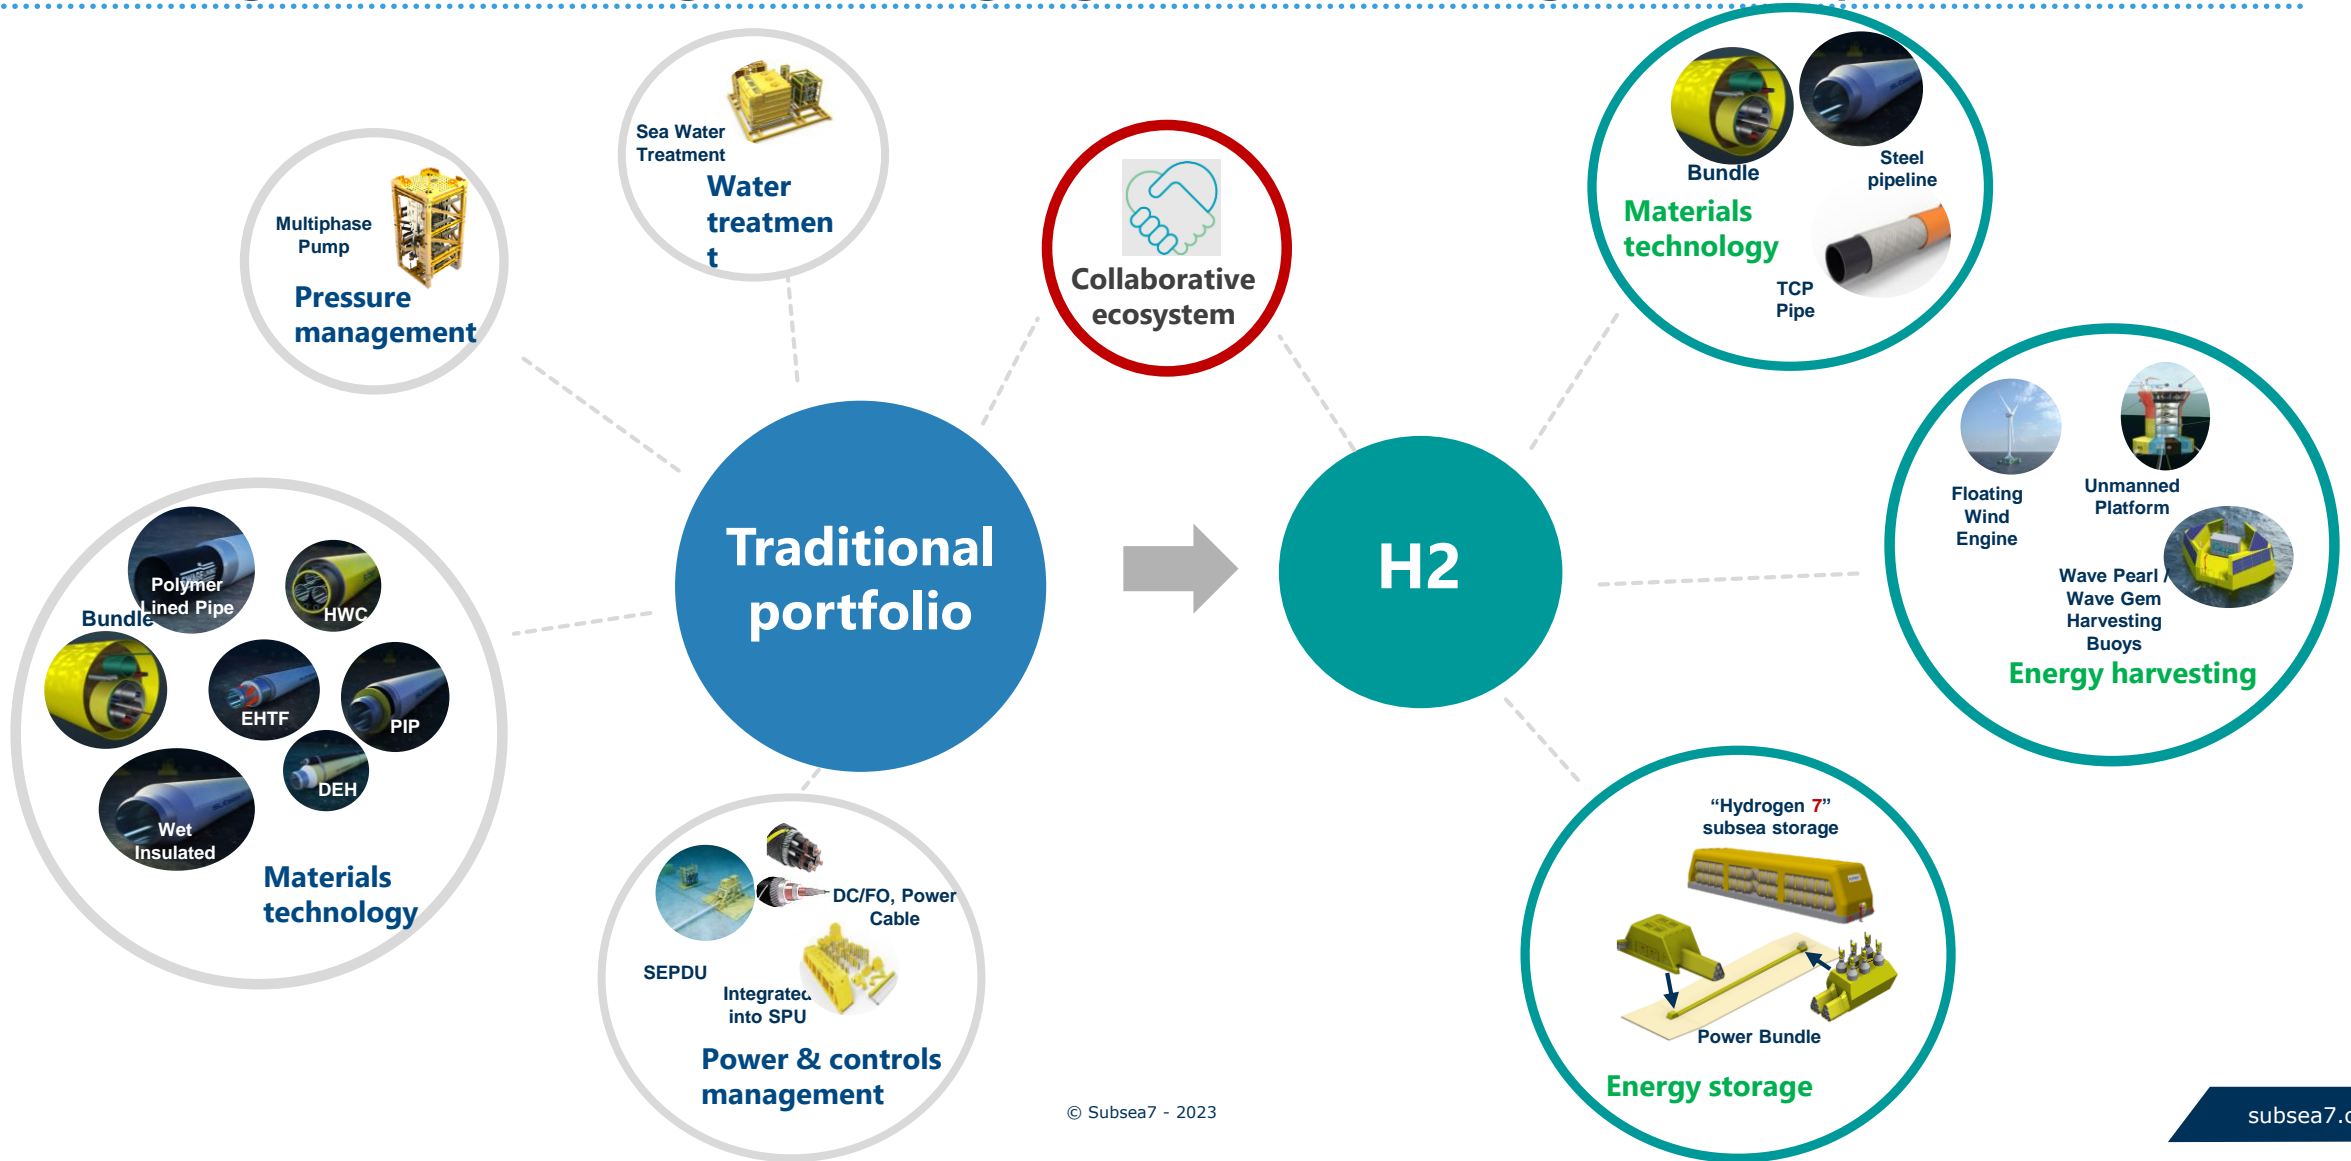 Sea Water
Treatment
Water
treatmen
t
Multiphase
Pump
Pressure
management
Collaborative
ecosystem
Bundle
Steel
pipeline
Materials
technology
TCP
Pipe
Traditional
portfolio
H2
Floating
Wind
Engine
Unmanned
Platform
Wave Pearl /
Wave Gem
Harvesting
Buoys
Energy harvesting
Polymer
Lined Pipe
HWC
Bundle
EHTF
PIP
DEH
Wet
Insulated
Materials
technology
DC/FO, Power
Cable
SEPDU
Integrated
into SPU
Power & controls
management
“Hydrogen 7”
subsea storage
Power Bundle
Energy storage
© Subsea7 - 2023
subsea7.c